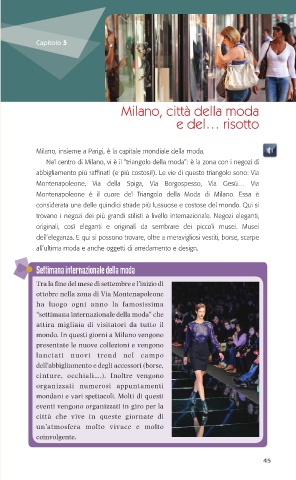 Capitolo 5
Milano, città della moda
e del… risotto
Milano, insieme a Parigi, è la capitale mondiale della moda.
Nel centro di Milano, vi è il "triangolo della moda": è la zona con i negozi di
abbigliamento più raffinati (e più costosi!). Le vie di questo triangolo sono: Via
Montenapoleone, Via della Spiga, Via Borgospesso, Via Gesù… Via
Montenapoleone è il cuore del Triangolo della Moda di Milano. Essa è
considerata una delle quindici strade più lussuose e costose del mondo. Qui si
trovano i negozi dei più grandi stilisti a livello internazionale. Negozi eleganti,
originali, così eleganti e originali da sembrare dei piccoli musei. Musei
dell'eleganza. E qui si possono trovare, oltre a meravigliosi vestiti, borse, scarpe
all'ultima moda e anche oggetti di arredamento e design.
Settimana internazionale della moda
Tra la fine del mese di settembre e l'inizio di
ottobre nella zona di Via Montenapoleone
ha luogo ogni anno la famosissima
"settimana internazionale della moda" che
attira migliaia di visitatori da tutto il
mondo. In questi giorni a Milano vengono
presentate le nuove collezioni e vengono
lanciati nuovi trend nel campo
dell'abbigliamento e degli accessori (borse,
cinture, occhiali…). Inoltre vengono
organizzati numerosi appuntamenti
mondani e vari spettacoli. Molti di questi
eventi vengono organizzati in giro per la
città che vive in queste giornate di
un'atmosfera molto vivace e molto
coinvolgente.
45